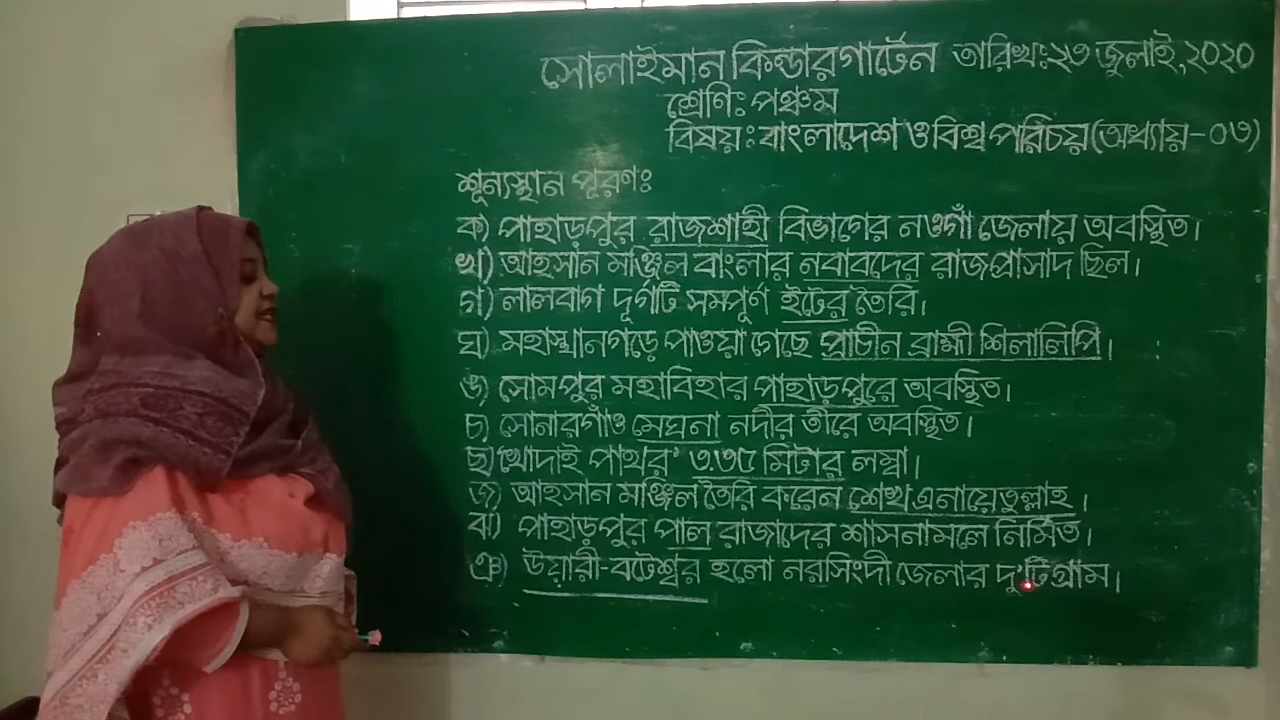 সোলাইমান কিন্ডারগার্টেন তারিখঃ২৩ জুলাই,২০২০
শ্রেণিঃ পঞ্চম
বিষয়ঃ বাংলাদেশ ও বিশ্ব পরিচয় (অধ্যায়-০৩)
শূন্যস্থান পূরণঃ
ক) পাহাড়পুর রাজশাহী বিভাগের নওগাঁ জেলায় অবস্থিত।
খ) আহসান মঞ্জিল বাংলার নবাবদের রাজপ্রাসাদ ছিল।
গ) লালবাগ দূর্গটি সম্পূর্ণ ইটের তৈরি।
ঘ) মহাস্থানগড়ে পাওয়া গেছে প্রাচীন ব্রাহ্মী শিলালিপি।
ঙ) সোমপুর মহাবিহার পাহাড়পুরে অবস্থিত।
চ) সোনারগাঁও মেঘনা নদীর তীরে অবস্থিত।
ছ) খোদাই পাথর' ৩.৩৫ মিটার লম্বা।
জ) আহসান মঞ্জিল তৈরি করেন শেখ এনায়েতুল্লাহ।
ঝ) পাহাড়পুর পাল রাজাদের শাসনামলে নির্মিত।
ঞ) উয়ারী-বটেশ্বর হলো নরসিংদী জেলার দু'টি গ্রাম।